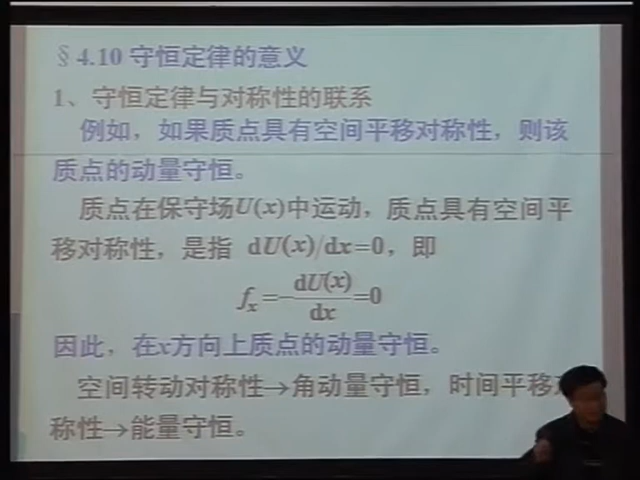 §4.10 守恒定律的意义
1、守恒定律与对称性的联系
例如，如果质点具有空间平移对称性，则该
质点的动量守恒。
质点在保守场U(x)中运动，质点具有空间平
移对称性，是指 dU(x)/dx=0，即
fₓ=-dU(x)/dx=0
因此，在x方向上质点的动量守恒。
空间转动对称性→角动量守恒，时间平移
称性→能量守恒。